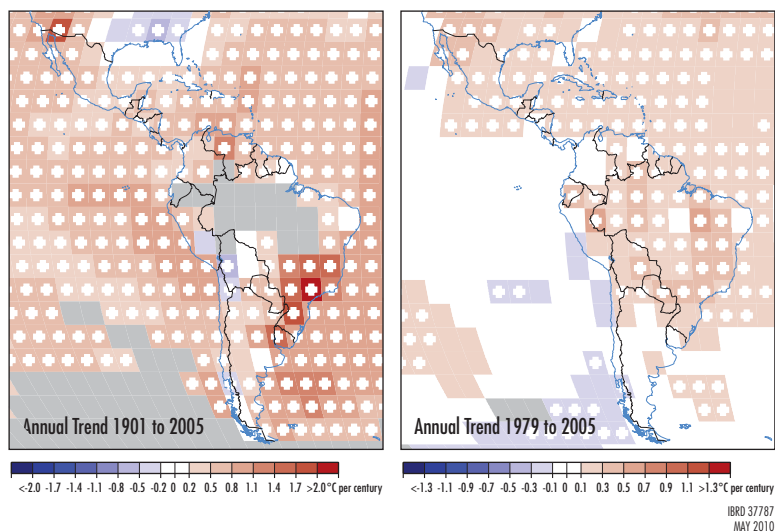 Annual Trend 1901 to 2005
Annual Trend 1979 to 2005
<-2.0 -1.7 -1.4 -1.1 -0.8 -0.5 -0.2 0 0.2 0.5 0.8 1.1 1.4 1.7 >2.0°C per century
<-1.3 -1.1 -0.9 -0.7 -0.5 -0.3 -0.1 0 0.1 0.3 0.5 0.7 0.9 1.1 >1.3°C per century
IBRD 37787
MAY 2010